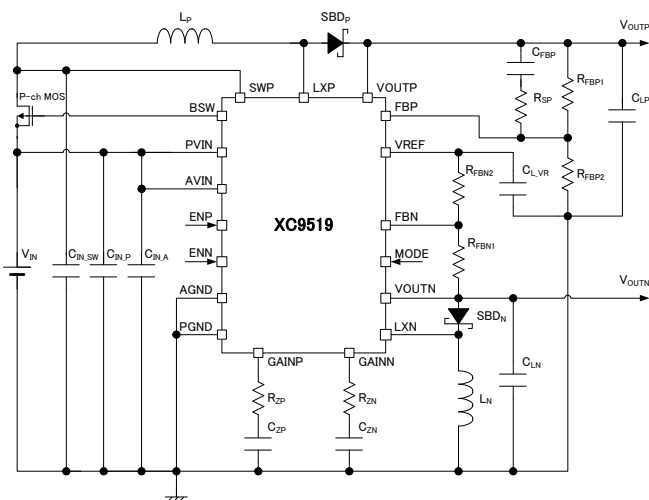 LP
SBDP
VOUTP
CFBP
RFBP1
RSP
CLP
P-ch MOS
SWP
LXP
VOUTP
BSW
FBP
PVIN
VREF
RFBN2
CL_VR
RFBP2
AVIN
ENP
XC9519
FBN
RFBN1
ENN
MODE
VIN
CIN_SW
CIN_P
CIN_A
AGND
VOUTN
VOUTN
SBDN
PGND
LXN
GAINP
GAINN
CLN
RZP
RZN
LN
CZP
CZN